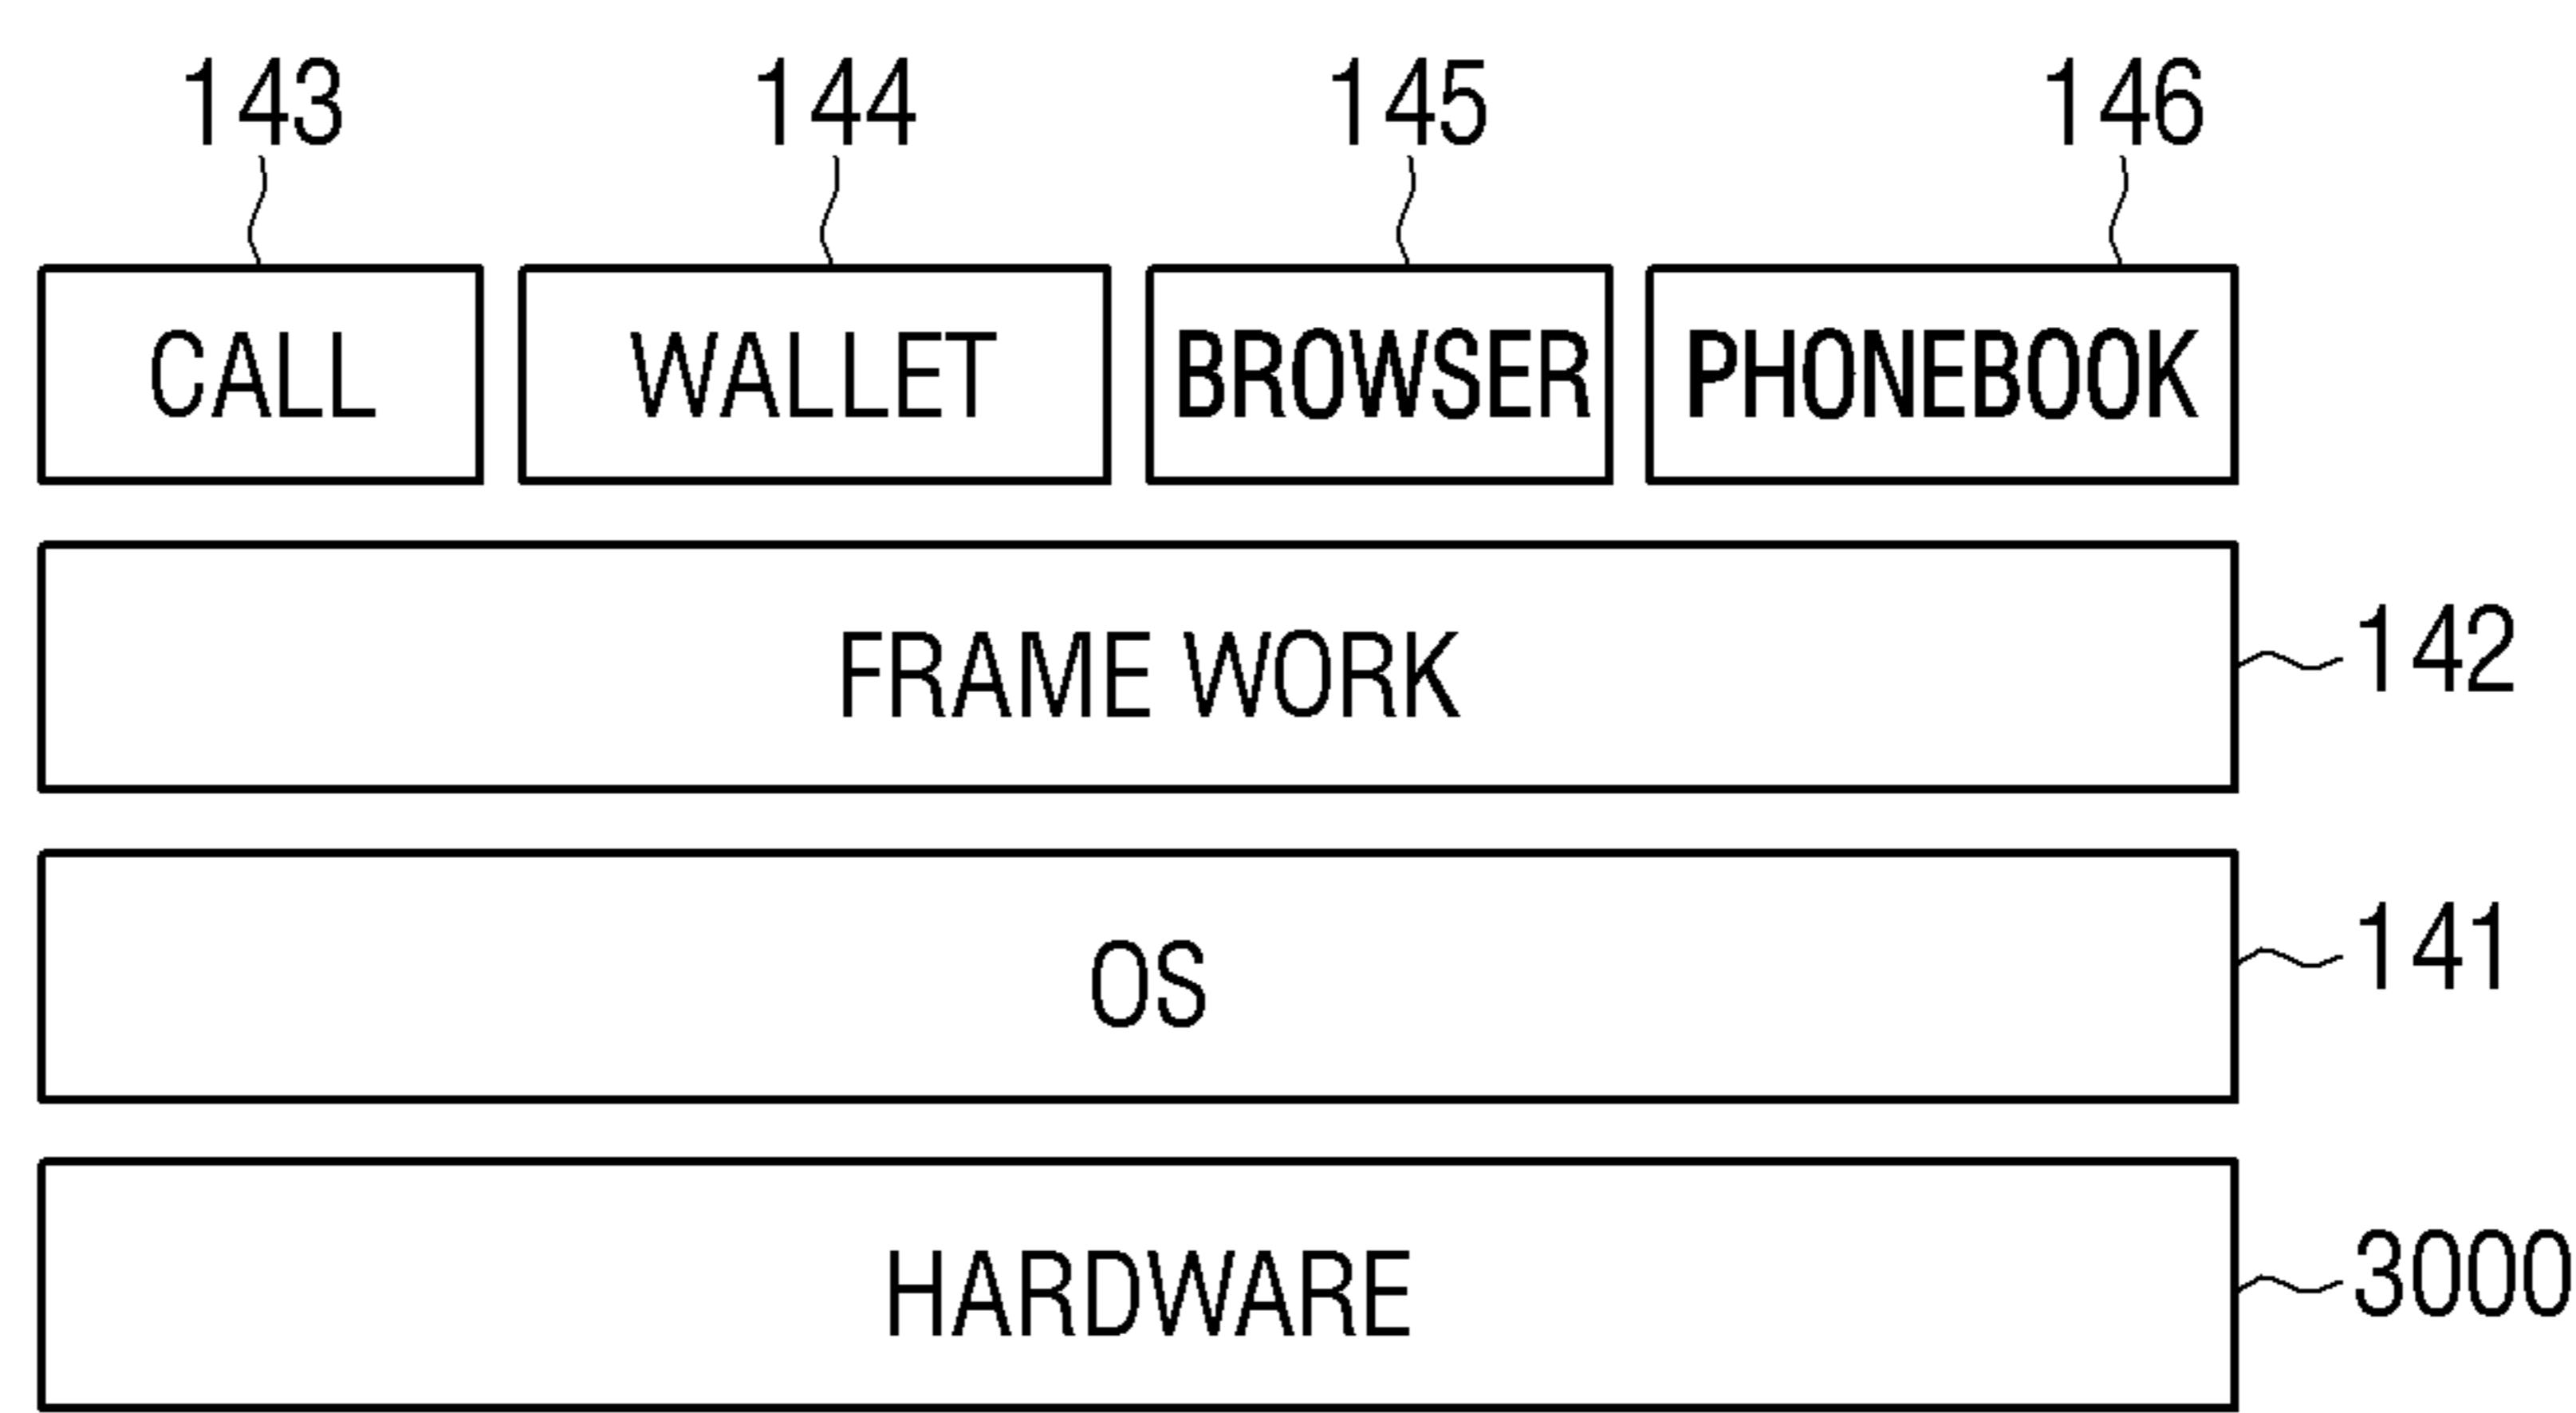 143 144 145 146
CALL WALLET BROWSER PHONEBOOK
FRAME WORK 142
OS 141
HARDWARE 3000